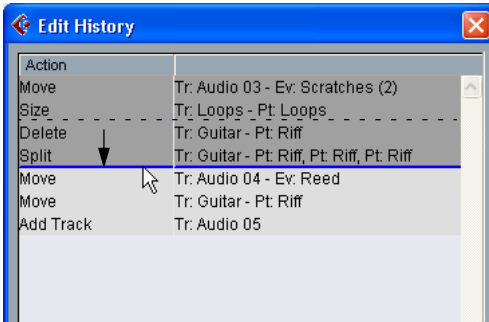 Edit History
Action
Move Tr: Audio 03 - Ev: Scratches (2)
Size Tr: Loops - Pt: Loops
Delete Tr: Guitar - Pt: Riff
Split Tr: Guitar - Pt: Riff, Pt: Riff, Pt: Riff
Move Tr: Audio 04 - Ev: Reed
Move Tr: Guitar - Pt: Riff
Add Track Tr: Audio 05